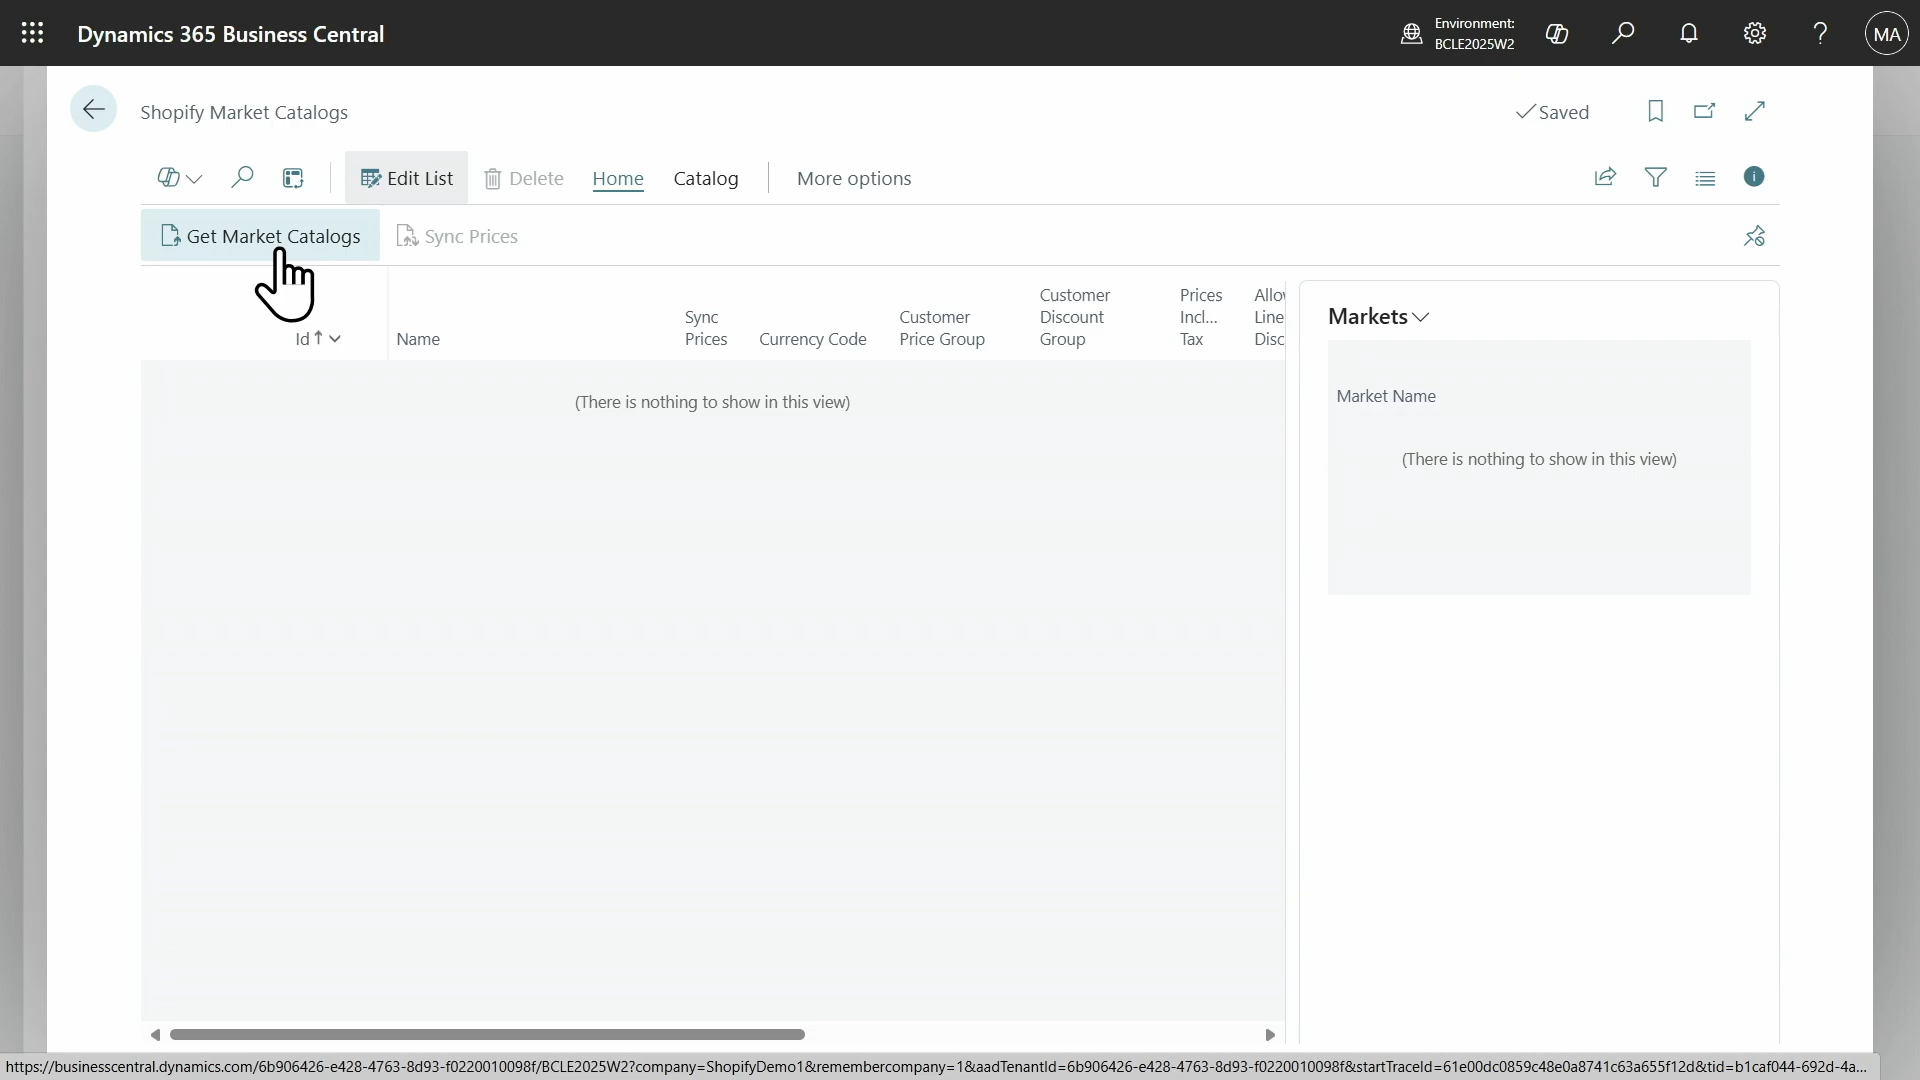 Dynamics 365 Business Central
Environment:
BCLE2025W2
MA
Shopify Market Catalogs
Saved
Edit List
Delete
Home
Catalog
More options
Get Market Catalogs
Sync Prices
Id
Name
Sync
Prices
Currency Code
Customer
Price Group
Customer
Discount
Group
Prices
Incl...
Tax
Allo
Line
Disc
(There is nothing to show in this view)
Markets
Market Name
(There is nothing to show in this view)
https://businesscentral.dynamics.com/6b906426-e428-4763-8d93-f0220010098f/BCLE2025W2?company=ShopifyDemo1&remembercompany=1&aadTenantId=6b906426-e428-4763-8d93-f0220010098f&startTraceId=61e00dc0859c48e0a8741c63a655f12d&tid=b1caf044-692d-4a...